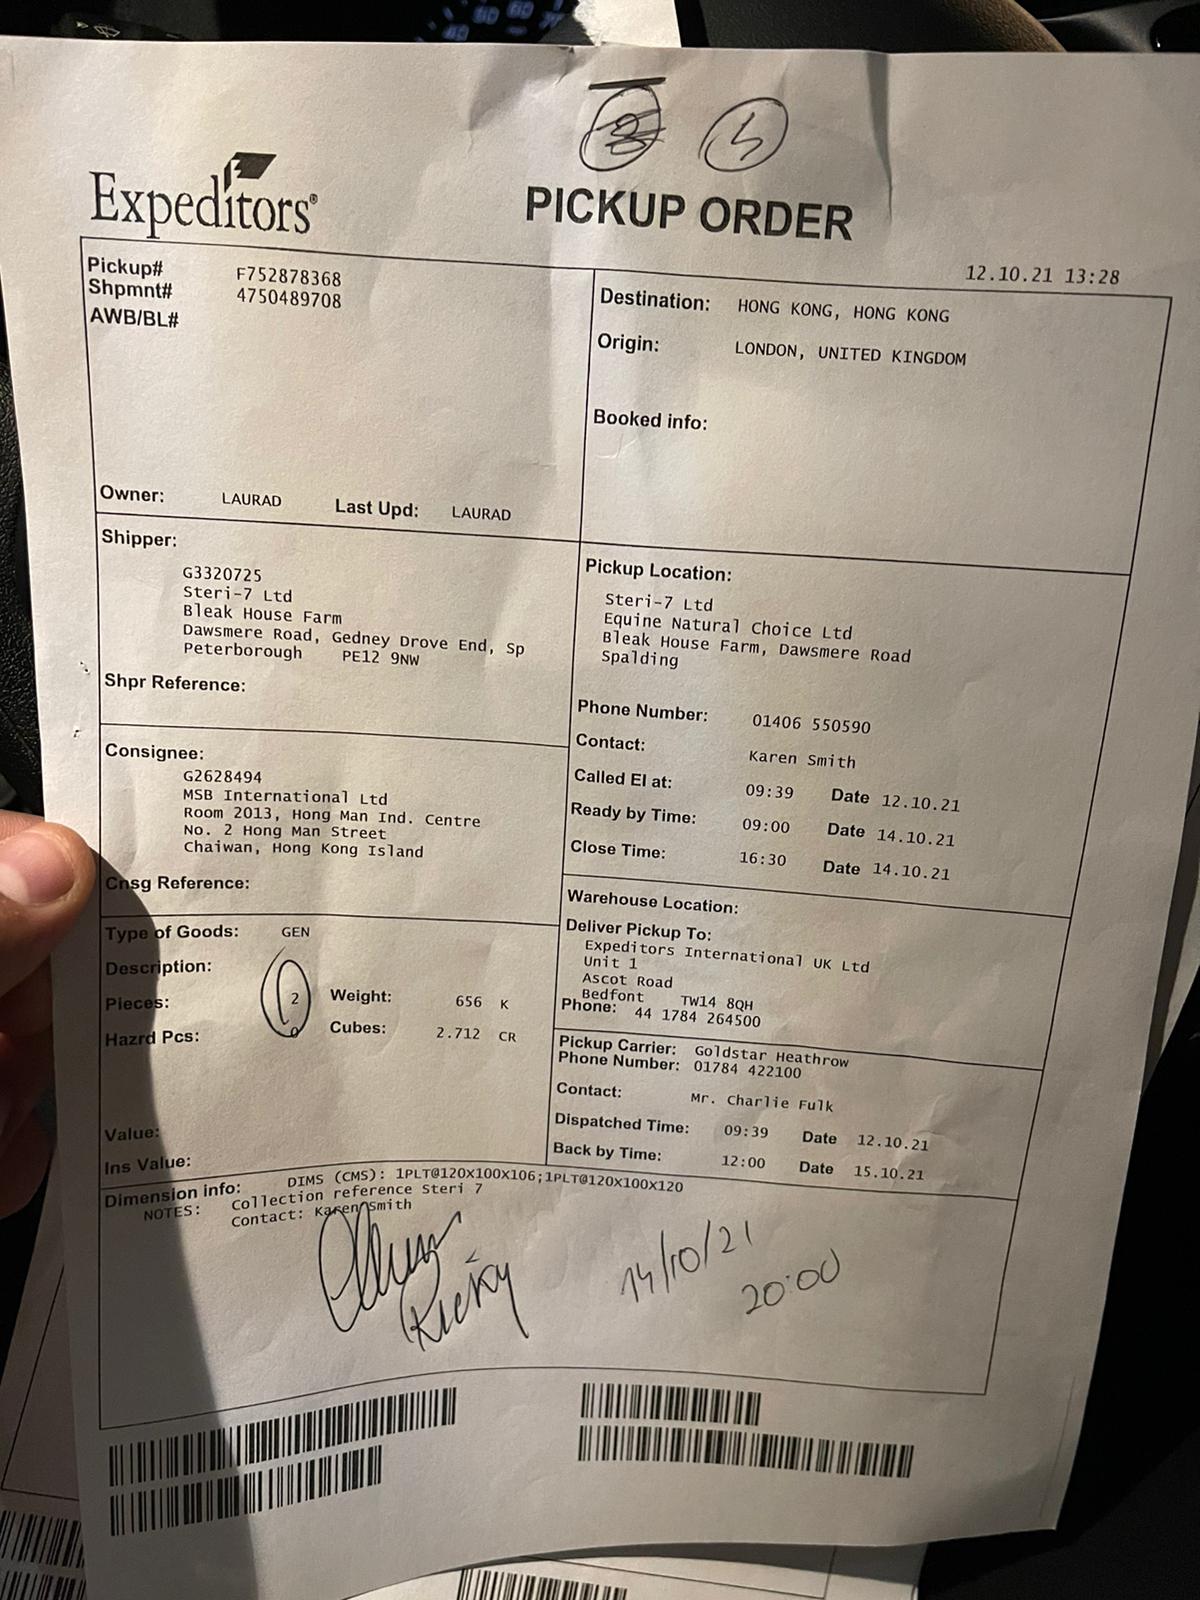 Expeditors®
PICKUP ORDER
12.10.21 13:28
Pickup# F752878368
Shpmnt# 4750489708
AWB/BL#
Owner: LAURAD Last Upd: LAURAD
Destination: HONG KONG, HONG KONG
Origin: LONDON, UNITED KINGDOM
Booked info:
Shipper:
G3320725
Steri-7 Ltd
Bleak House Farm
Dawsmere Road, Gedney Drove End, Sp
Peterborough PE12 9NW
Shpr Reference:
Pickup Location:
Steri-7 Ltd
Equine Natural Choice Ltd
Bleak House Farm, Dawsmere Road
Spalding
Phone Number: 01406 550590
Contact: Karen Smith
Called EI at: 09:39 Date 12.10.21
Ready by Time: 09:00 Date 14.10.21
Close Time: 16:30 Date 14.10.21
Consignee:
G2628494
MSB International Ltd
Room 2013, Hong Man Ind. Centre
No. 2 Hong Man Street
Chaiwan, Hong Kong Island
Cnsg Reference:
Warehouse Location:
Deliver Pickup To:
Expeditors International UK Ltd
Unit 1
Ascot Road
Bedfont TW14 8QH
Phone: 44 1784 264500
Type of Goods: GEN
Description:
Pieces: 2 Weight: 656 K
Hazrd Pcs: 0 Cubes: 2.712 CR
Value:
Ins Value:
Pickup Carrier: Goldstar Heathrow
Phone Number: 01784 422100
Contact: Mr. Charlie Fulk
Dispatched Time: 09:39 Date 12.10.21
Back by Time: 12:00 Date 15.10.21
Dimension info: DIMS (CMS): 1PLT@120X100X106;1PLT@120X100X120
NOTES: Collection reference Steri 7
Contact: Karen Smith
14/10/21
20:00